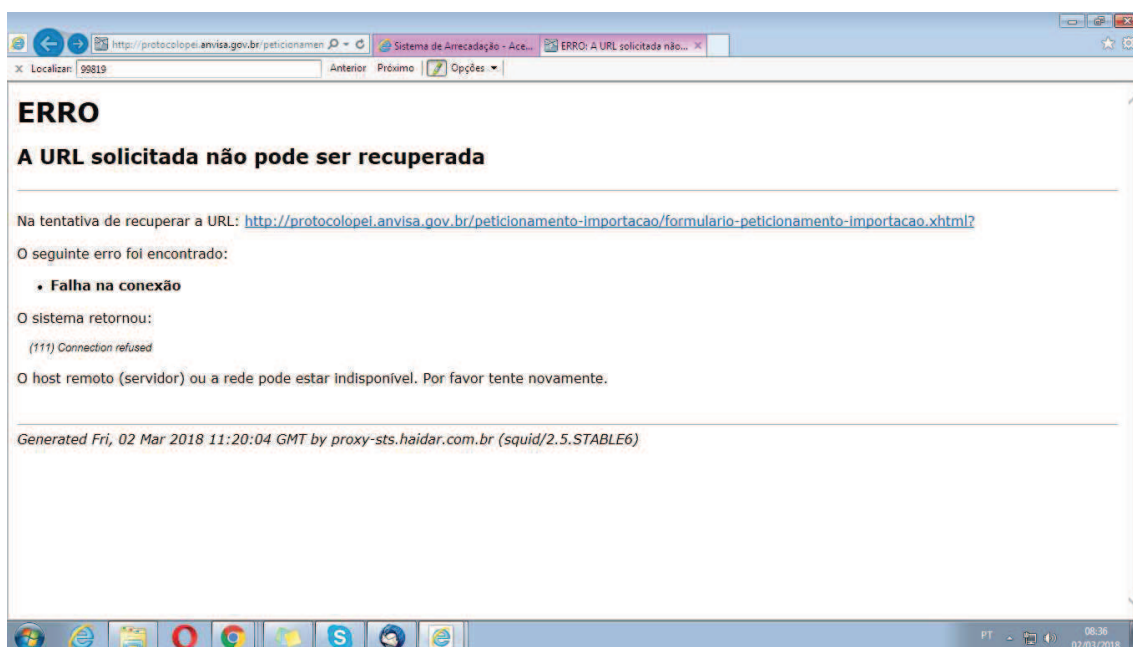 http://protocolopei.anvisa.gov.br/peticionamen
Sistema de Arrecadação - Ace...
ERRO: A URL solicitada não...
x Localizar: 99819 Anterior Próximo Opções
ERRO
A URL solicitada não pode ser recuperada
Na tentativa de recuperar a URL: http://protocolopei.anvisa.gov.br/peticionamento-importacao/formulario-peticionamento-importacao.xhtml?
O seguinte erro foi encontrado:
• Falha na conexão
O sistema retornou:
(111) Connection refused
O host remoto (servidor) ou a rede pode estar indisponível. Por favor tente novamente.
Generated Fri, 02 Mar 2018 11:20:04 GMT by proxy-sts.haidar.com.br (squid/2.5.STABLE6)
PT 08:36
02/03/2018